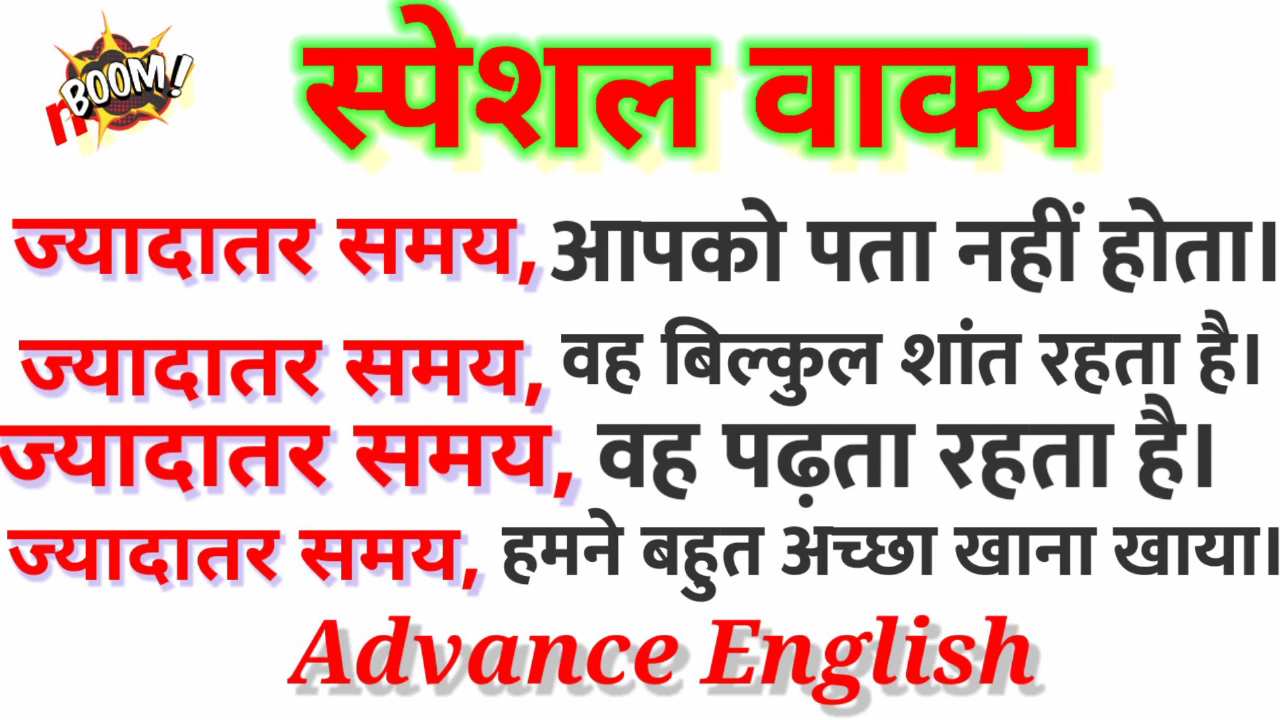 BOOM!
स्पेशल वाक्य
ज्यादातर समय, आपको पता नहीं होता।
ज्यादातर समय, वह बिल्कुल शांत रहता है।
ज्यादातर समय, वह पढ़ता रहता है।
ज्यादातर समय, हमने बहुत अच्छा खाना खाया।
Advance English